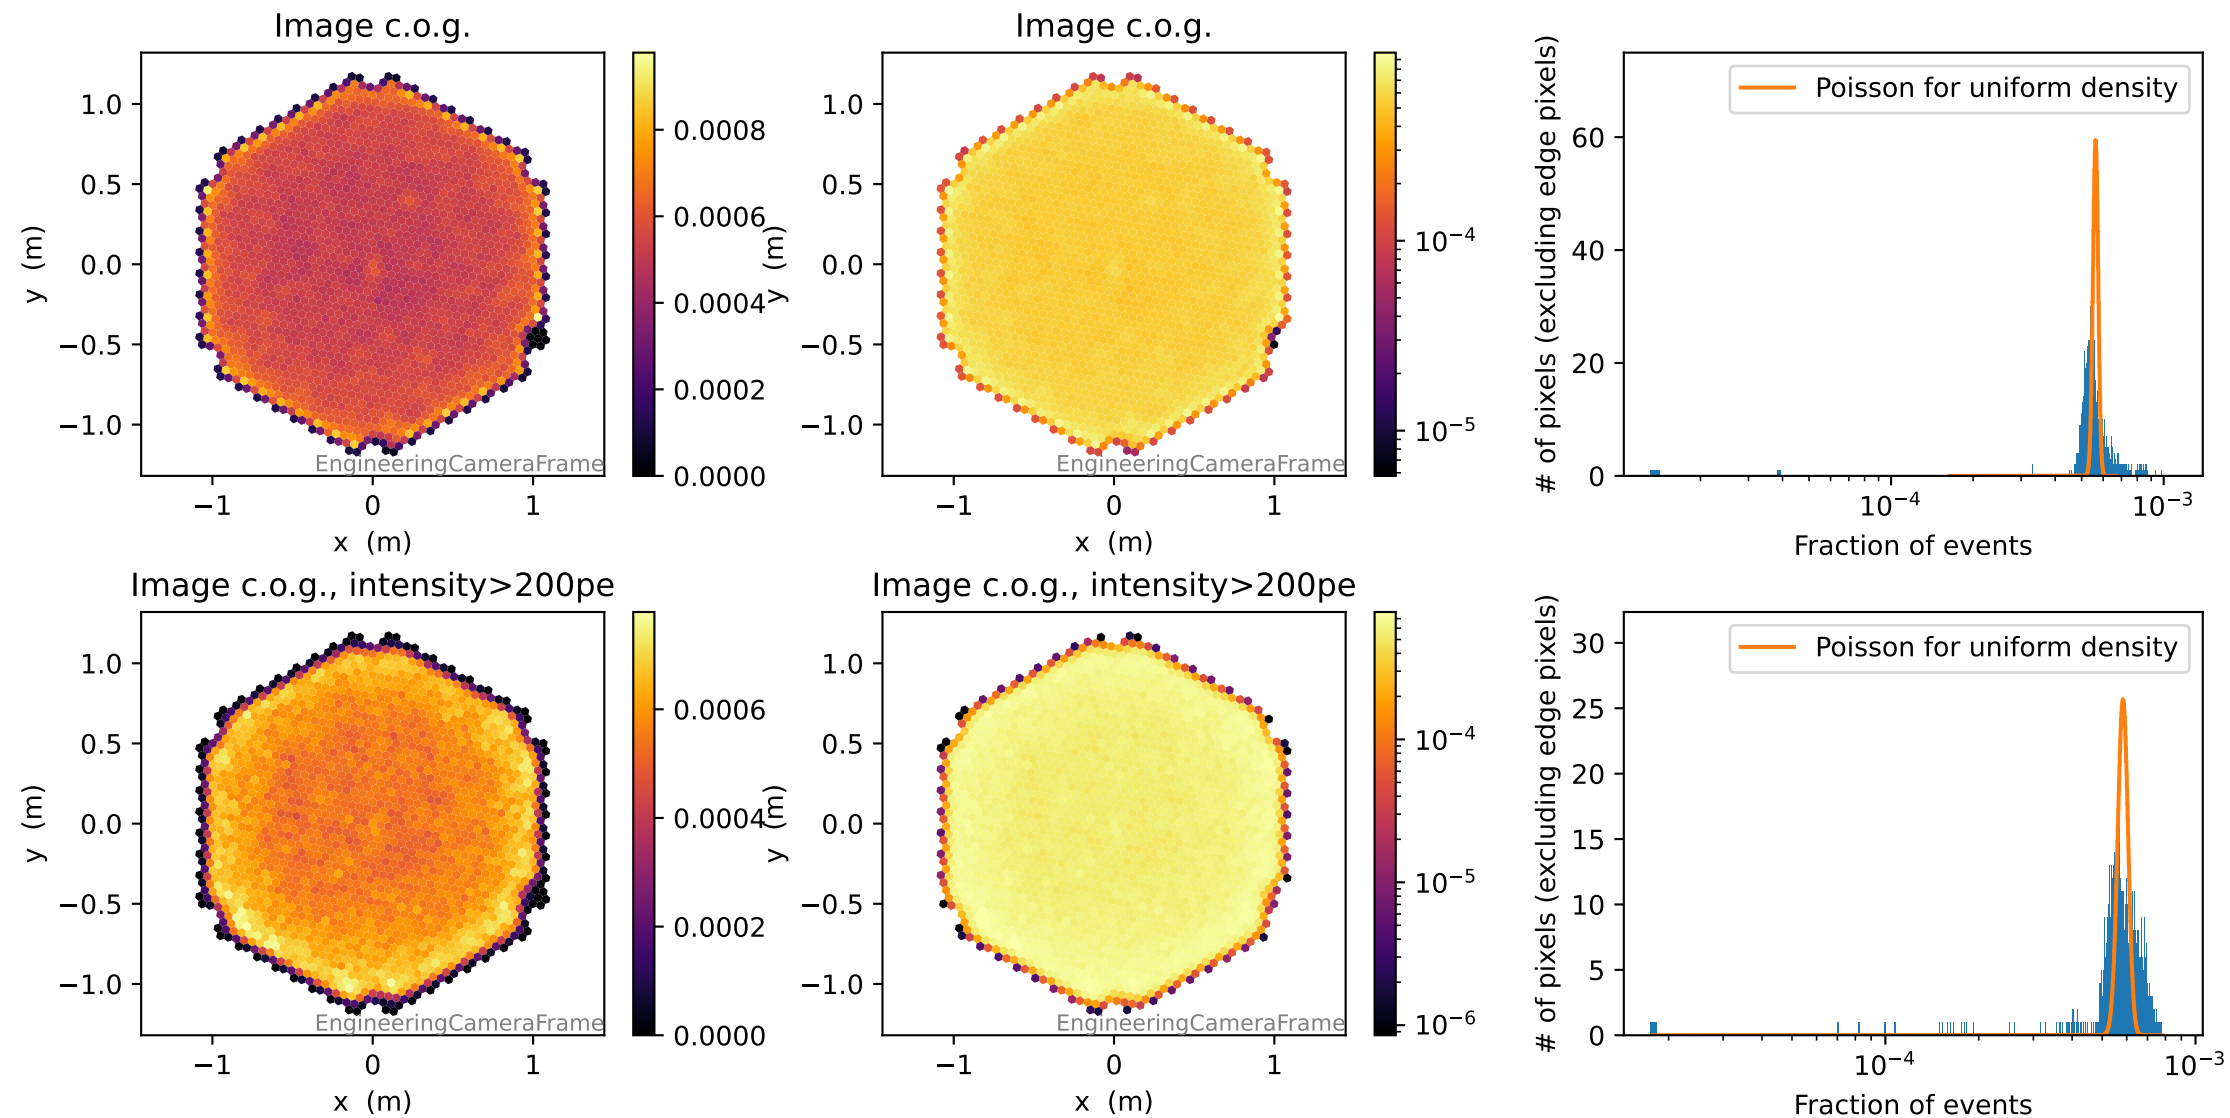 Image c.o.g.
y (m)
1.0
0.5
0.0
−0.5
−1.0
−1 0 1
x (m)
EngineeringCameraFrame
0.0008
0.0006
0.0004
0.0002
0.0000
Image c.o.g.
y (m)
1.0
0.5
0.0
−0.5
−1.0
−1 0 1
x (m)
EngineeringCameraFrame
10⁻⁴
10⁻⁵
# of pixels (excluding edge pixels)
60
40
20
0
Poisson for uniform density
10⁻⁴ 10⁻³
Fraction of events
Image c.o.g., intensity>200pe
y (m)
1.0
0.5
0.0
−0.5
−1.0
−1 0 1
x (m)
EngineeringCameraFrame
0.0006
0.0004
0.0002
0.0000
Image c.o.g., intensity>200pe
y (m)
1.0
0.5
0.0
−0.5
−1.0
−1 0 1
x (m)
EngineeringCameraFrame
10⁻⁴
10⁻⁵
10⁻⁶
# of pixels (excluding edge pixels)
30
25
20
15
10
5
0
Poisson for uniform density
10⁻⁴ 10⁻³
Fraction of events